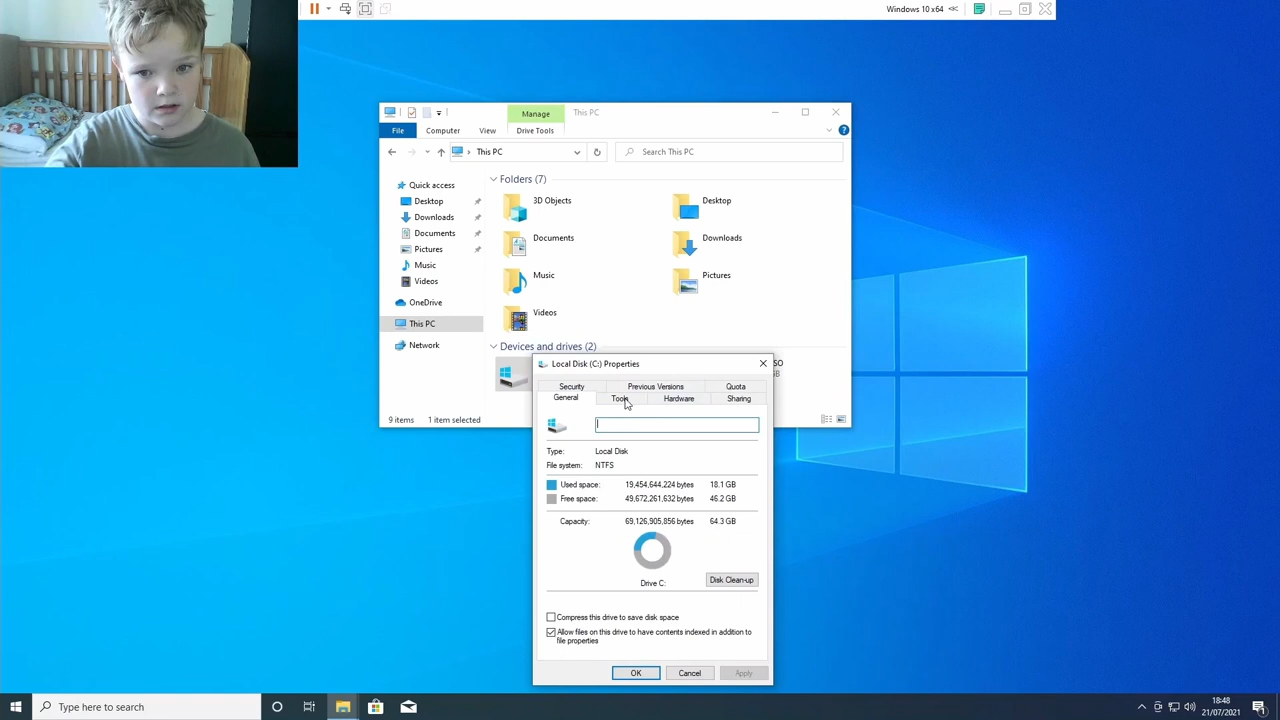 Windows 10 x64
Manage
This PC
File
Computer
View
Drive Tools
This PC
Search This PC
Quick access
Desktop
Downloads
Documents
Pictures
Music
Videos
OneDrive
This PC
Network
Folders (7)
3D Objects
Desktop
Documents
Downloads
Music
Pictures
Videos
Devices and drives (2)
9 items
1 item selected
Local Disk (C:) Properties
Security
Previous Versions
Quota
General
Tools
Hardware
Sharing
Type: Local Disk
File system: NTFS
Used space: 19,454,644,224 bytes 18.1 GB
Free space: 49,672,261,632 bytes 46.2 GB
Capacity: 69,126,905,856 bytes 64.3 GB
Drive C:
Disk Clean-up
Compress this drive to save disk space
Allow files on this drive to have contents indexed in addition to
file properties
OK
Cancel
Apply
Type here to search
18:48
21/07/2021